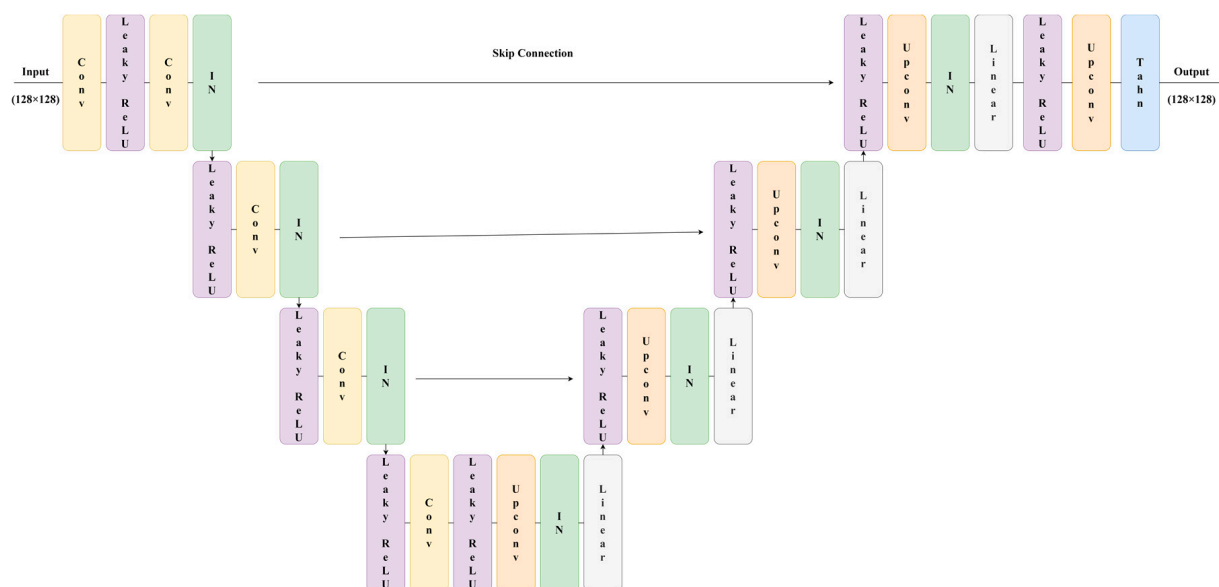 Input
(128×128)
Conv
Leaky ReLU
Conv
IN
Skip Connection
Leaky ReLU
Upconv
IN
Linear
Leaky ReLU
Upconv
Tahn
Output
(128×128)
Leaky ReLU
Conv
IN
Leaky ReLU
Upconv
IN
Linear
Leaky ReLU
Conv
IN
Leaky ReLU
Upconv
IN
Linear
Leaky ReLU
Conv
Leaky ReLU
Upconv
IN
Linear